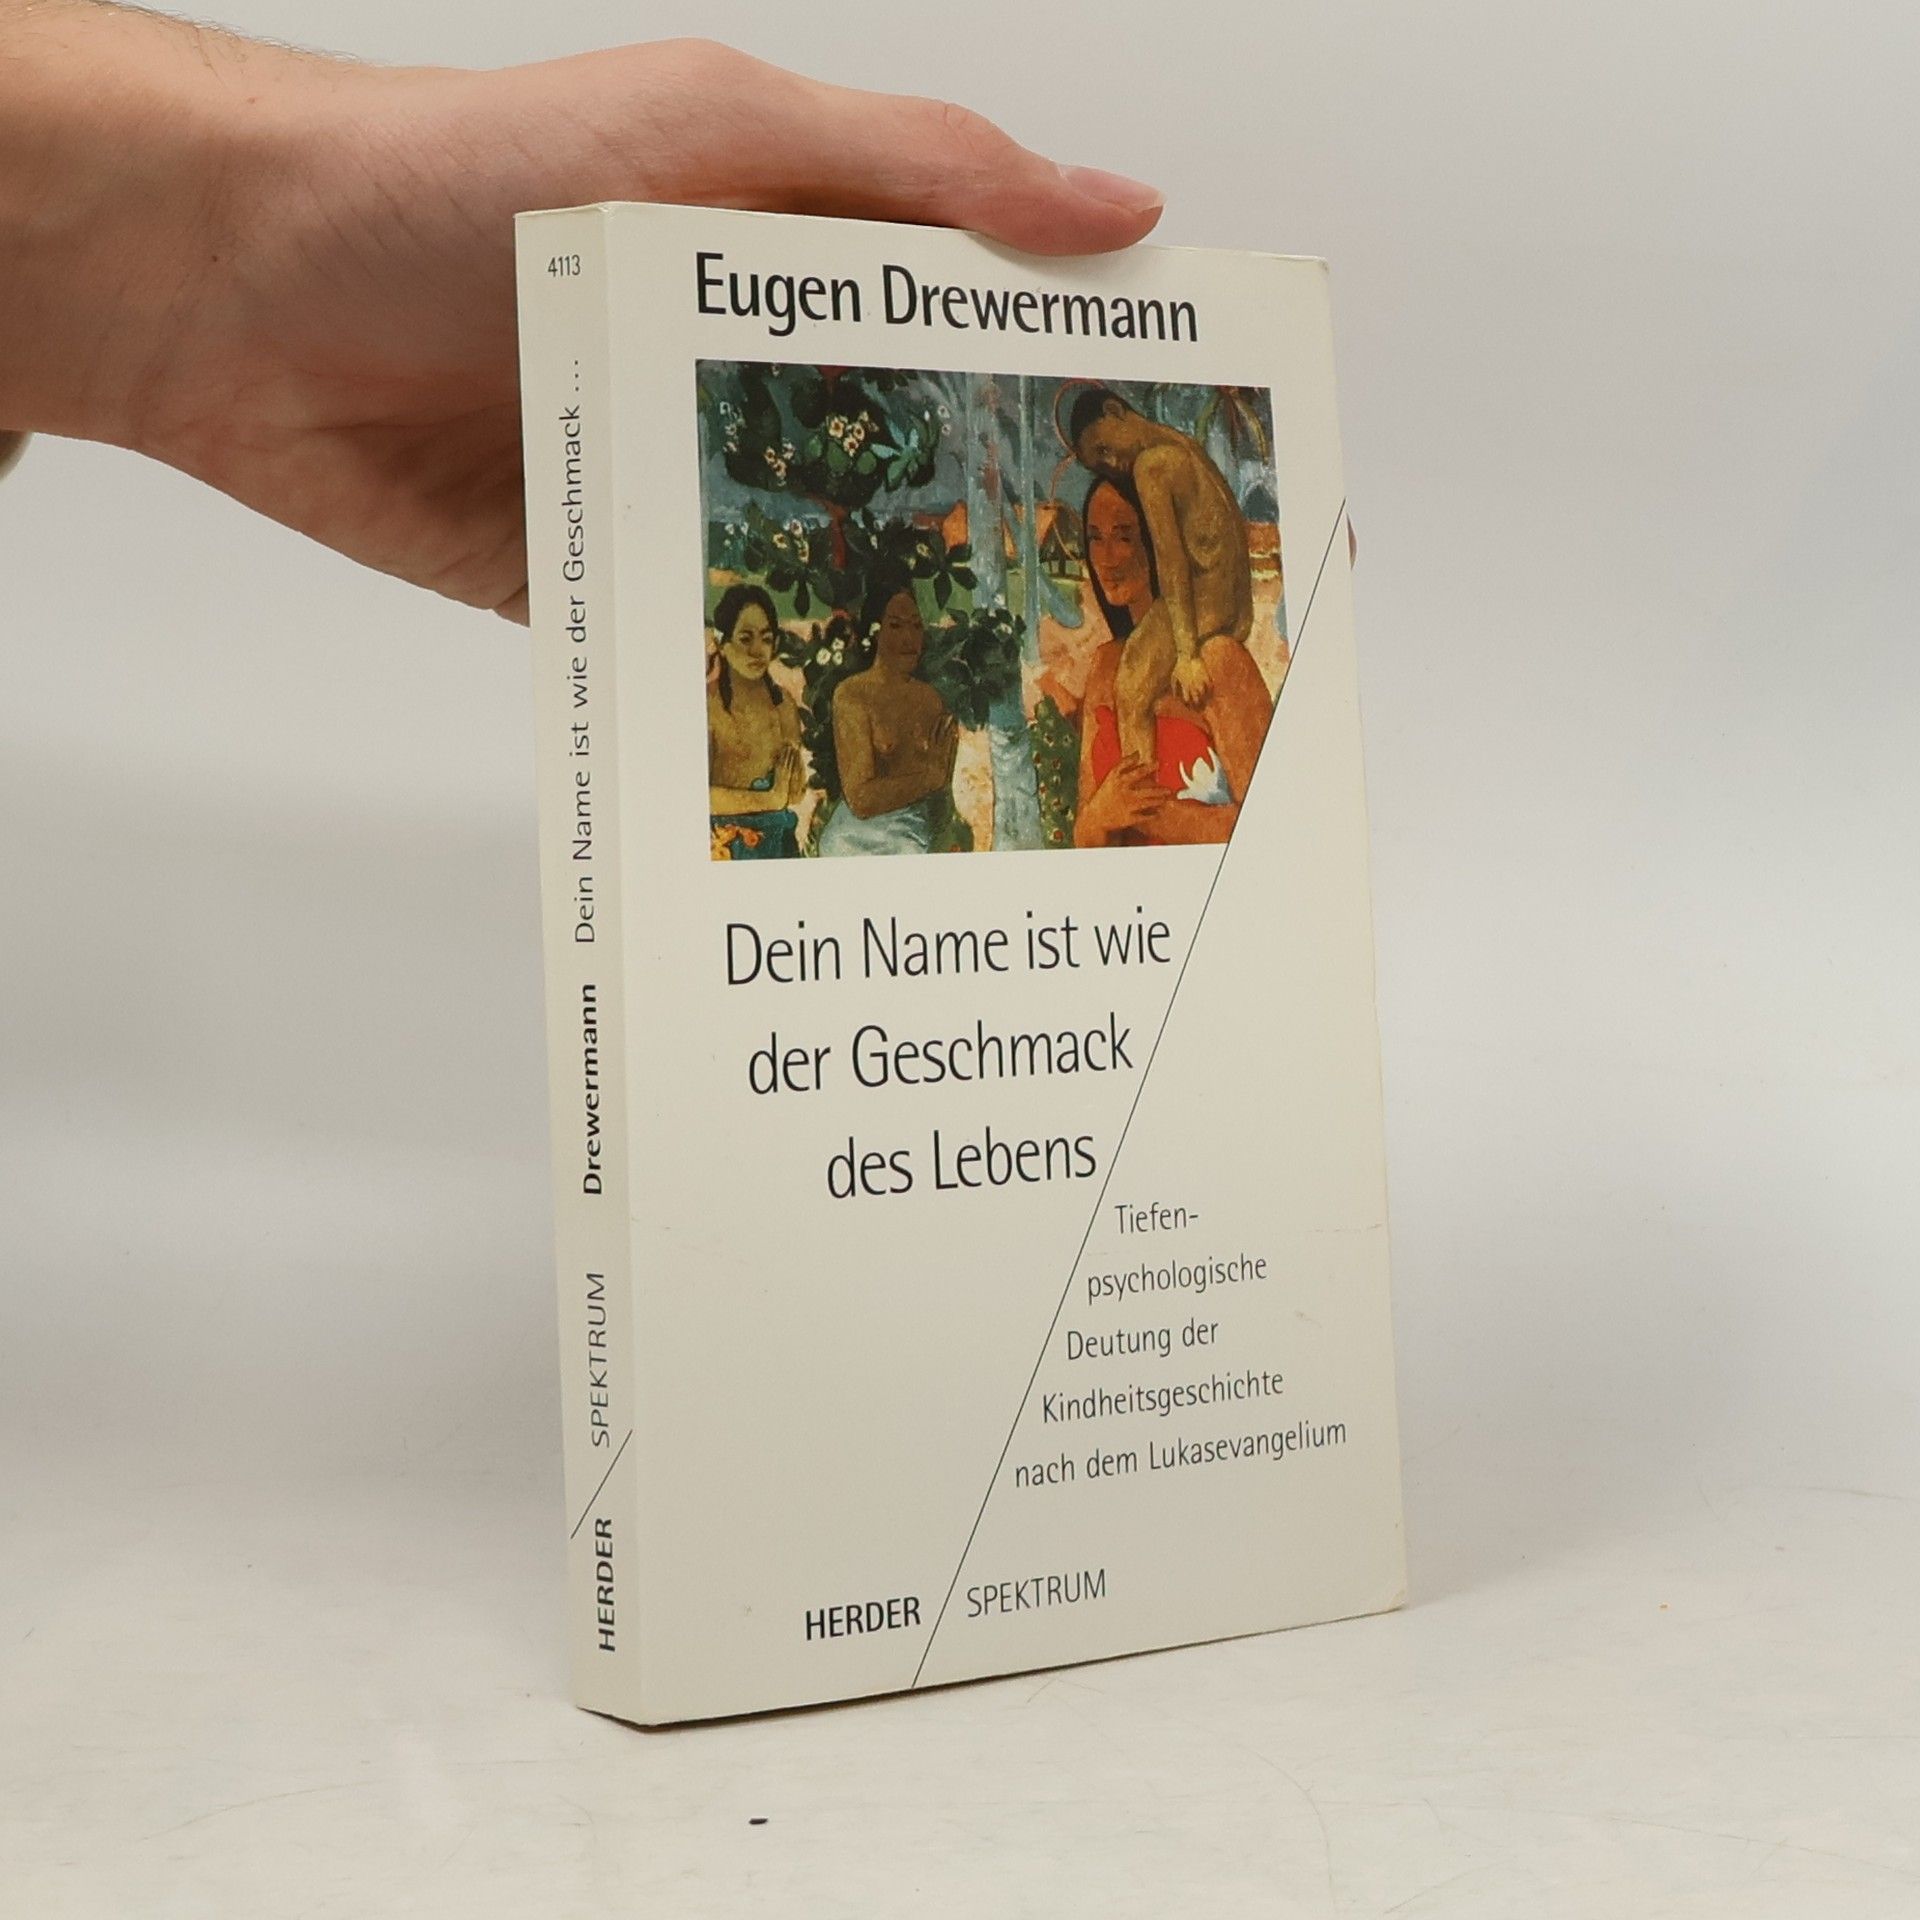 4113
Dein Name ist wie der Geschmack...
Drewermann
HERDER / SPEKTRUM
Eugen Drewermann
Dein Name ist wie
der Geschmack
des Lebens
Tiefen-
psychologische
Deutung der
Kindheitsgeschichte
nach dem Lukasevangelium
HERDER / SPEKTRUM